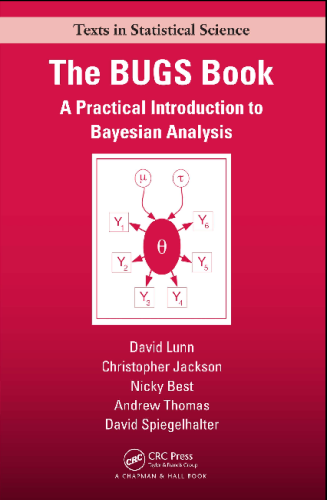 Texts in Statistical Science
The BUGS Book
A Practical Introduction to
Bayesian Analysis
μ τ
Y1 Y6
θ
Y2 Y5
Y3 Y4
David Lunn
Christopher Jackson
Nicky Best
Andrew Thomas
David Spiegelhalter
CRC CRC Press
Taylor & Francis Group
A CHAPMAN & HALL BOOK